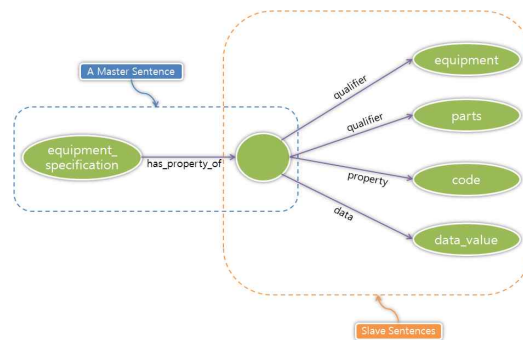 A Master Sentence
equipment_
specification
has_property_of
qualifier
equipment
qualifier
parts
property
code
data
data_value
Slave Sentences